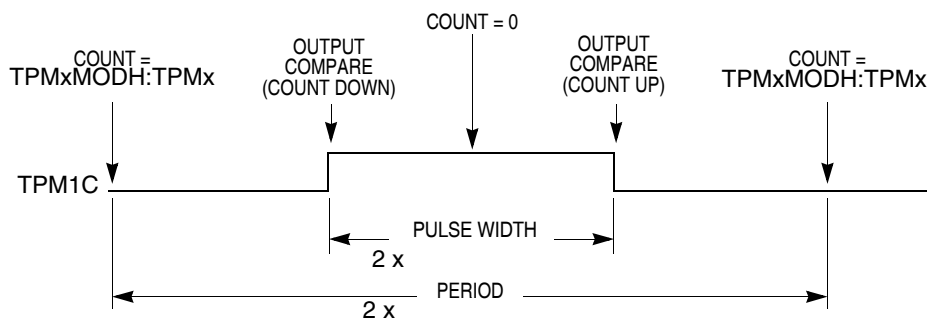 COUNT = 0
COUNT =
TPMxMODH:TPMx
OUTPUT
COMPARE
(COUNT DOWN)
OUTPUT
COMPARE
(COUNT UP)
COUNT =
TPMxMODH:TPMx
TPM1C
PULSE WIDTH
2 x
PERIOD
2 x